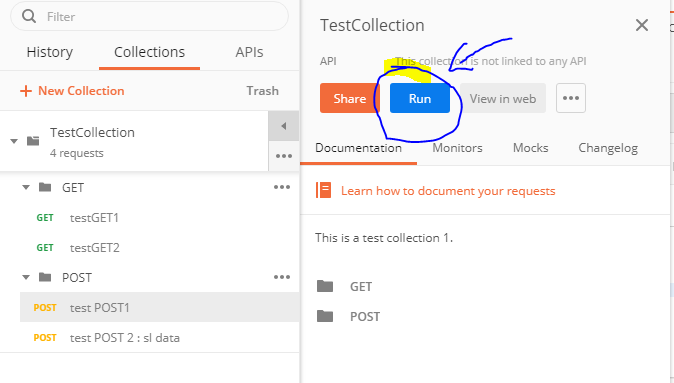 Filter
History Collections APIs
+ New Collection Trash
TestCollection
4 requests
GET
GET testGET1
GET testGET2
POST
POST test POST1
POST test POST 2 : sl data
TestCollection
API This collection is not linked to any API
Share Run View in web
Documentation Monitors Mocks Changelog
Learn how to document your requests
This is a test collection 1.
GET
POST